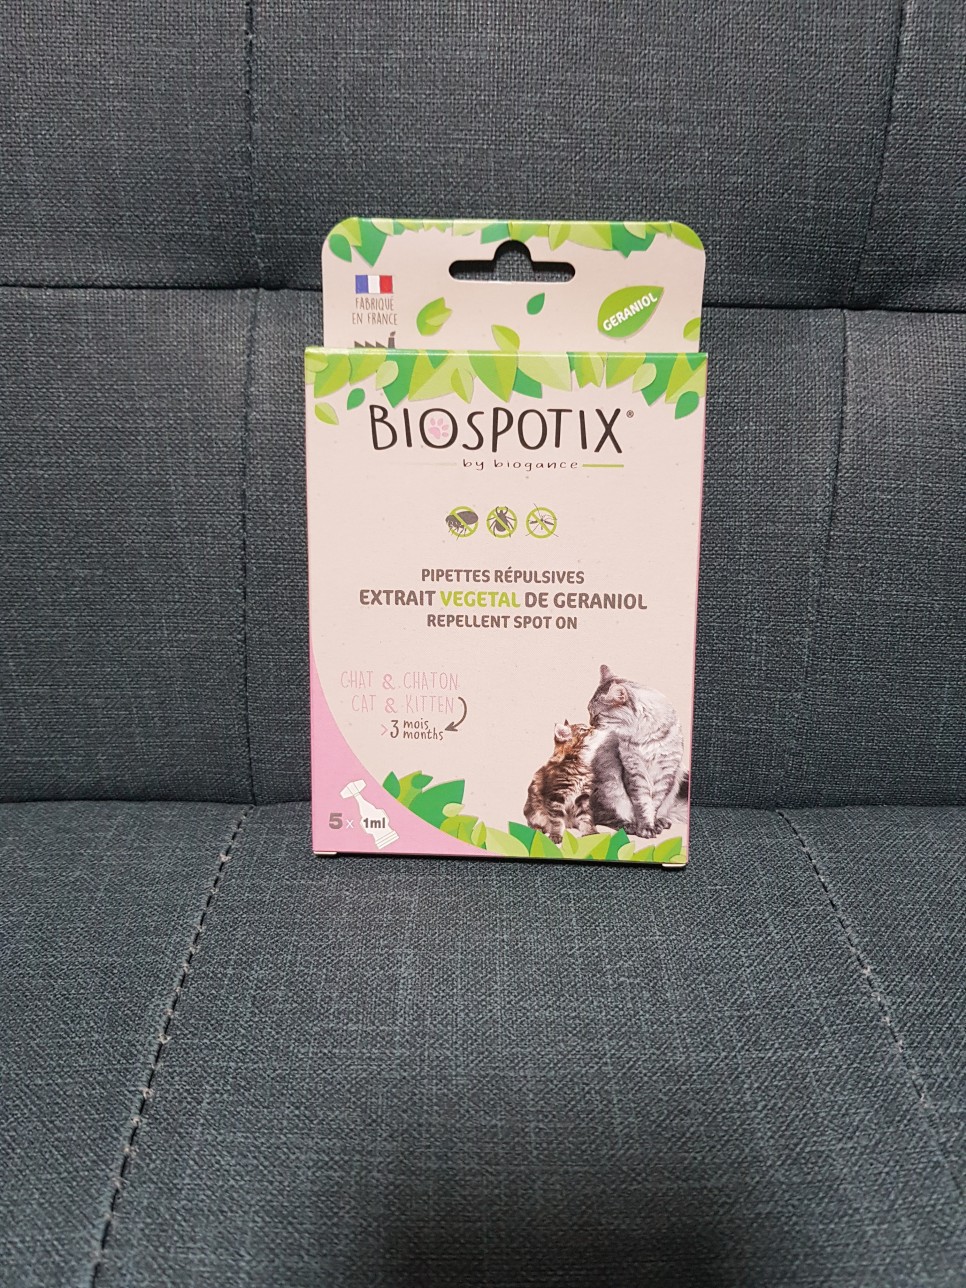 FABRIQUÉ
EN FRANCE
GERANIOL
BIOSPOTIX®
by biogance
PIPETTES RÉPULSIVES
EXTRAIT VEGETAL DE GERANIOL
REPELLENT SPOT ON
CHAT & CHATON
CAT & KITTEN
>3 mois
months
5x 1ml